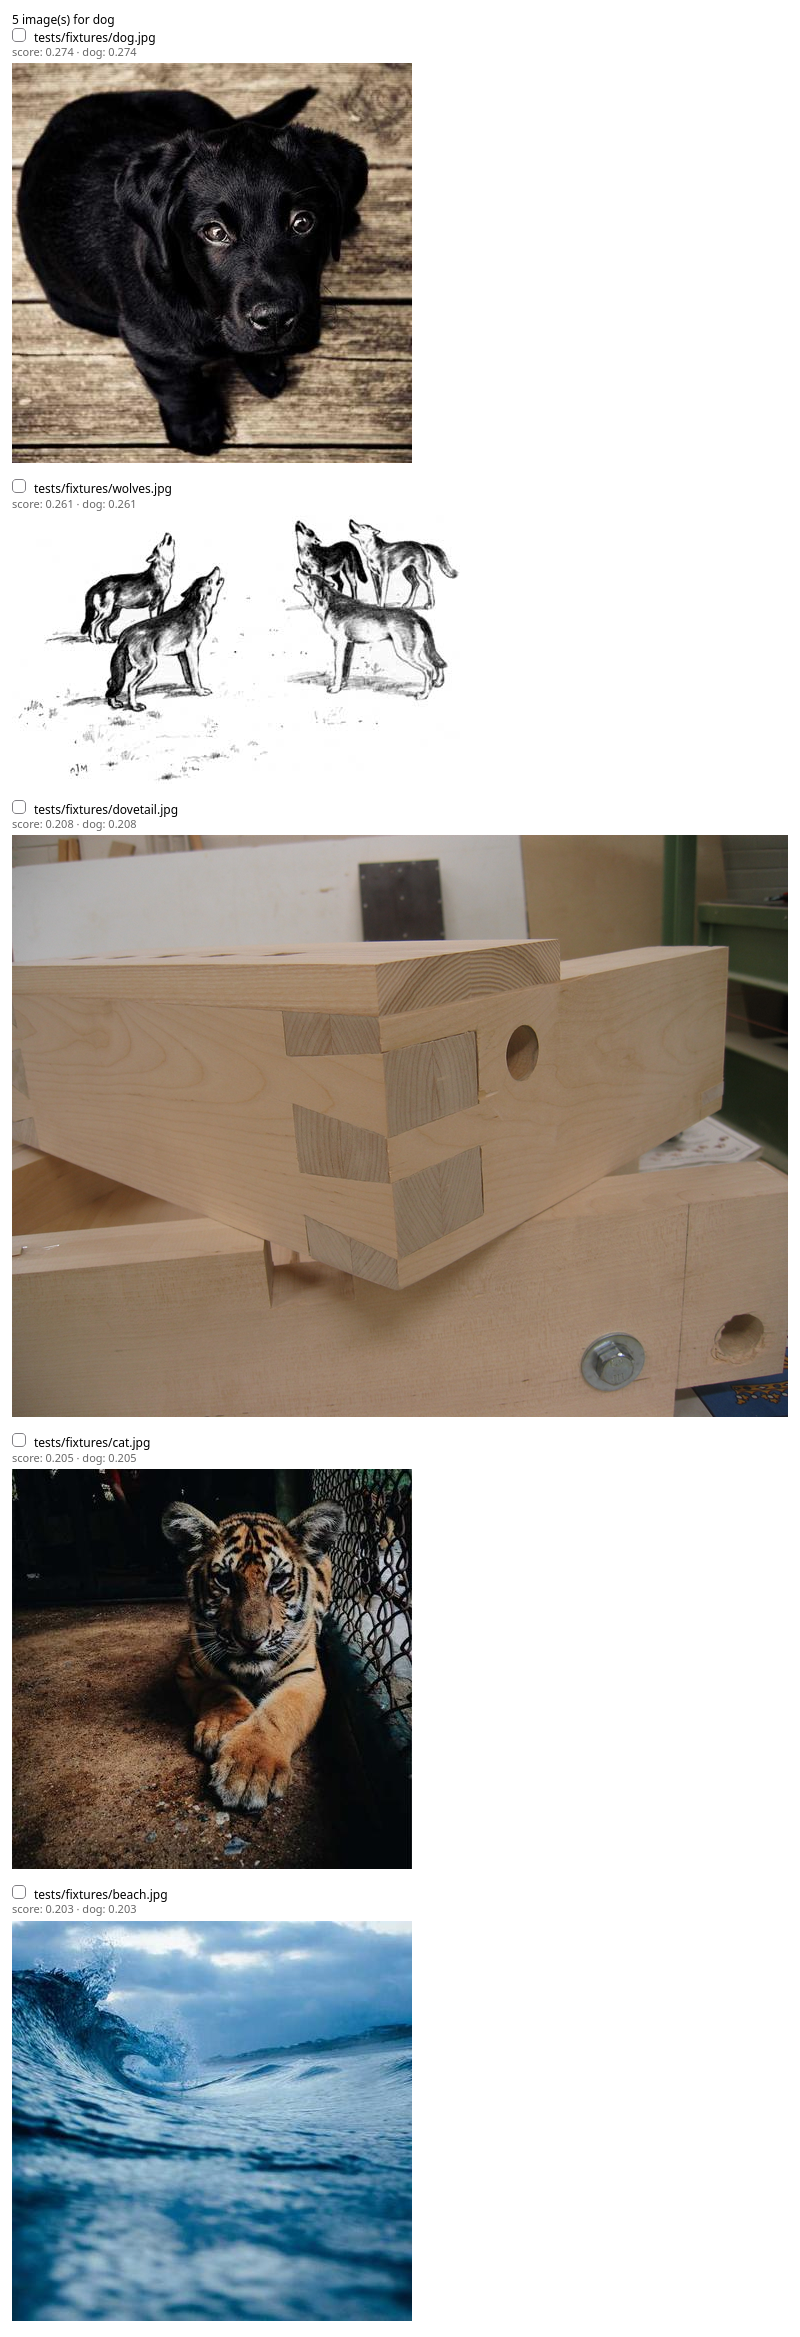 5 image(s) for dog
tests/fixtures/dog.jpg
score: 0.274 · dog: 0.274
tests/fixtures/wolves.jpg
score: 0.261 · dog: 0.261
tests/fixtures/dovetail.jpg
score: 0.208 · dog: 0.208
tests/fixtures/cat.jpg
score: 0.205 · dog: 0.205
tests/fixtures/beach.jpg
score: 0.203 · dog: 0.203